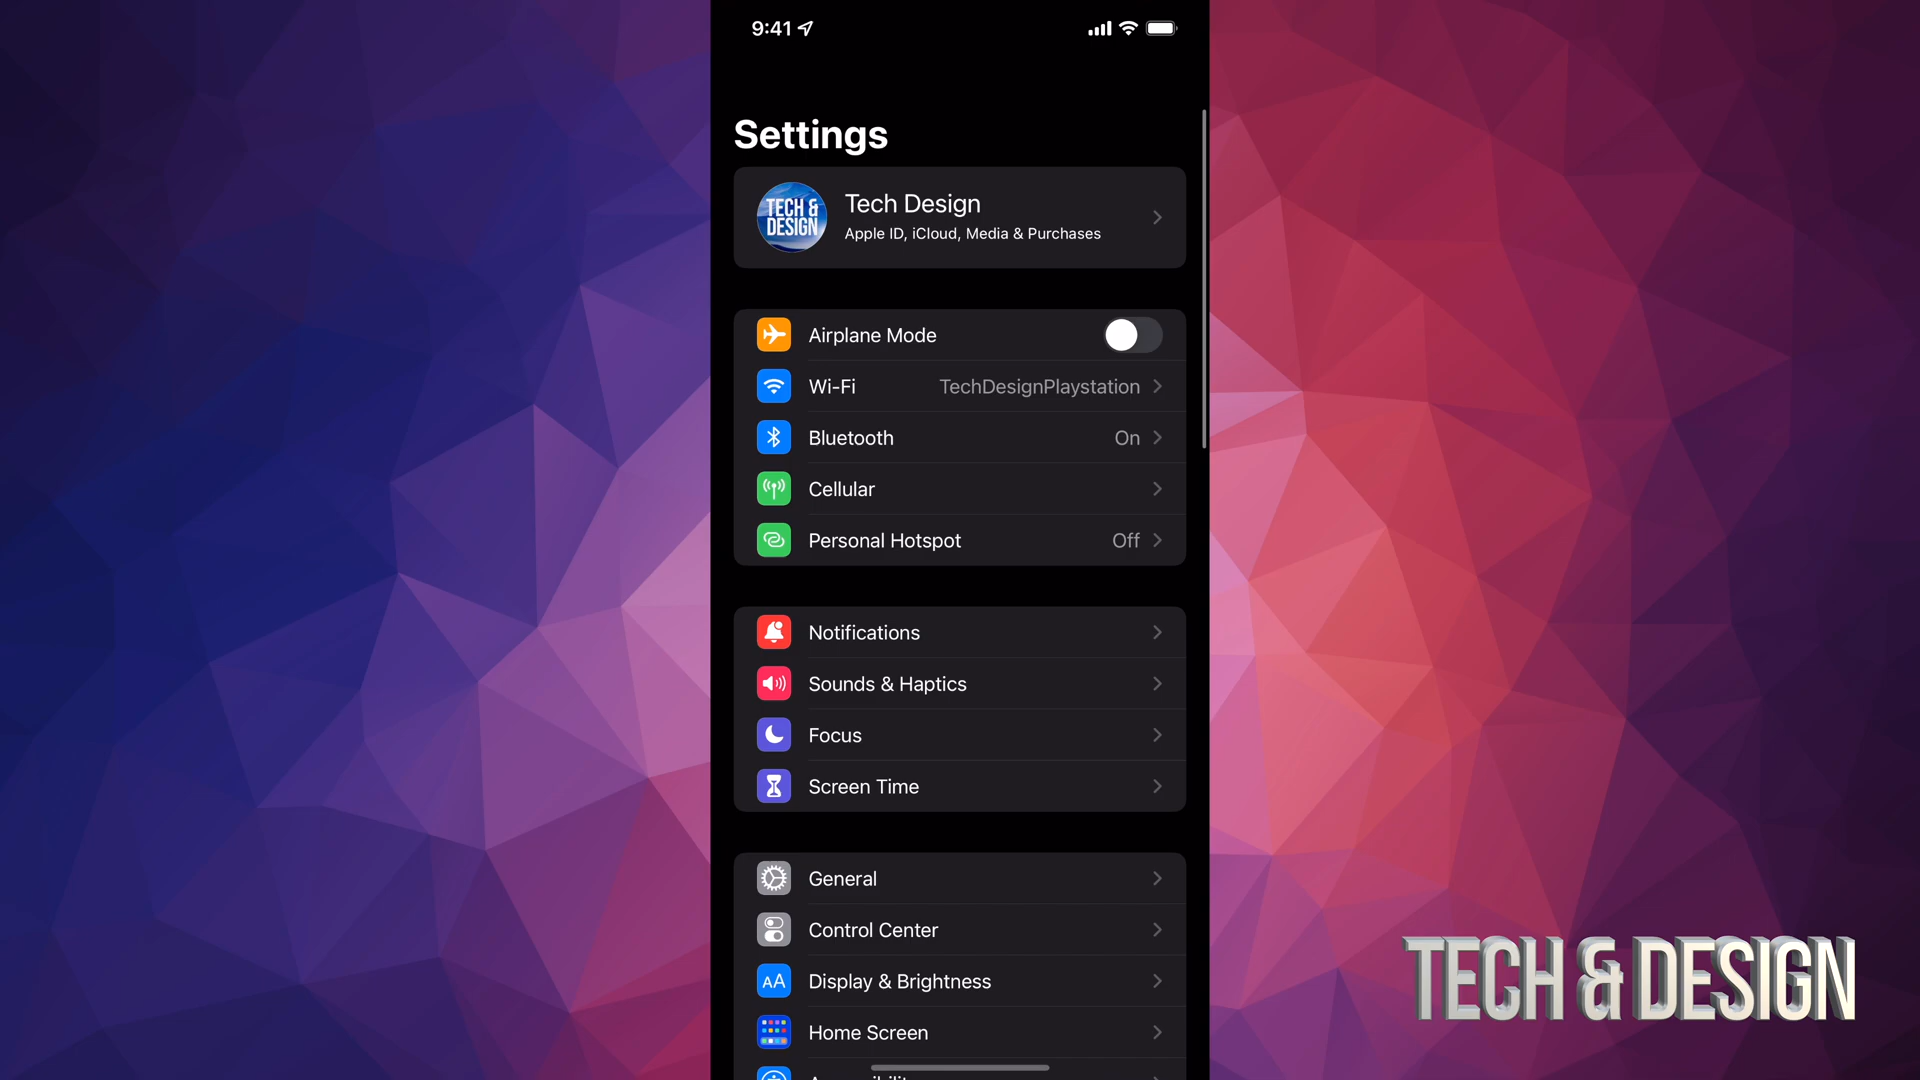 9:41
Settings
TECH &
DESIGN
Tech Design
Apple ID, iCloud, Media & Purchases
Airplane Mode
Wi-Fi TechDesignPlaystation
Bluetooth On
Cellular
Personal Hotspot Off
Notifications
Sounds & Haptics
Focus
Screen Time
General
Control Center
AA Display & Brightness
Home Screen
TECH & DESIGN